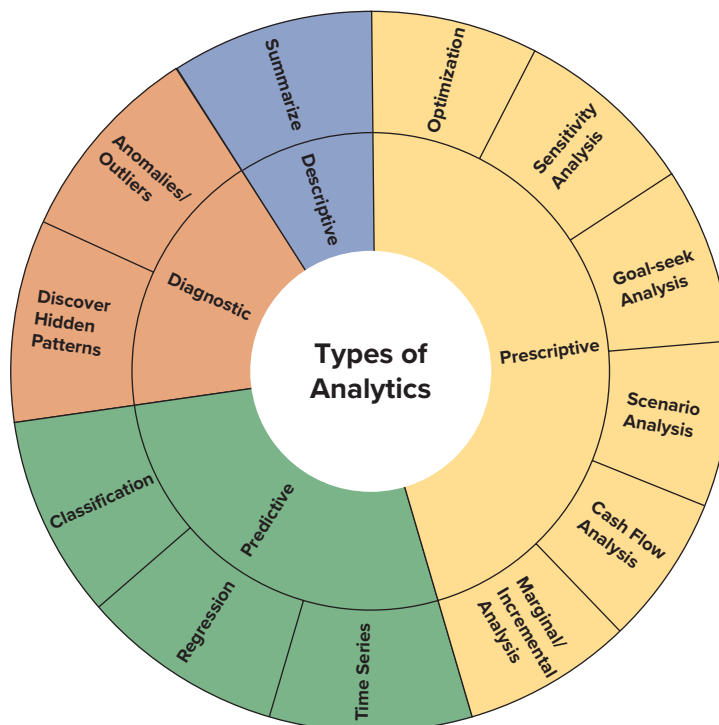 Types of
Analytics
Descriptive
Summarize
Prescriptive
Optimization
Sensitivity
Analysis
Goal-seek
Analysis
Scenario
Analysis
Cash Flow
Analysis
Marginal/
Incremental
Analysis
Predictive
Time Series
Regression
Classification
Diagnostic
Discover
Hidden
Patterns
Anomalies/
Outliers